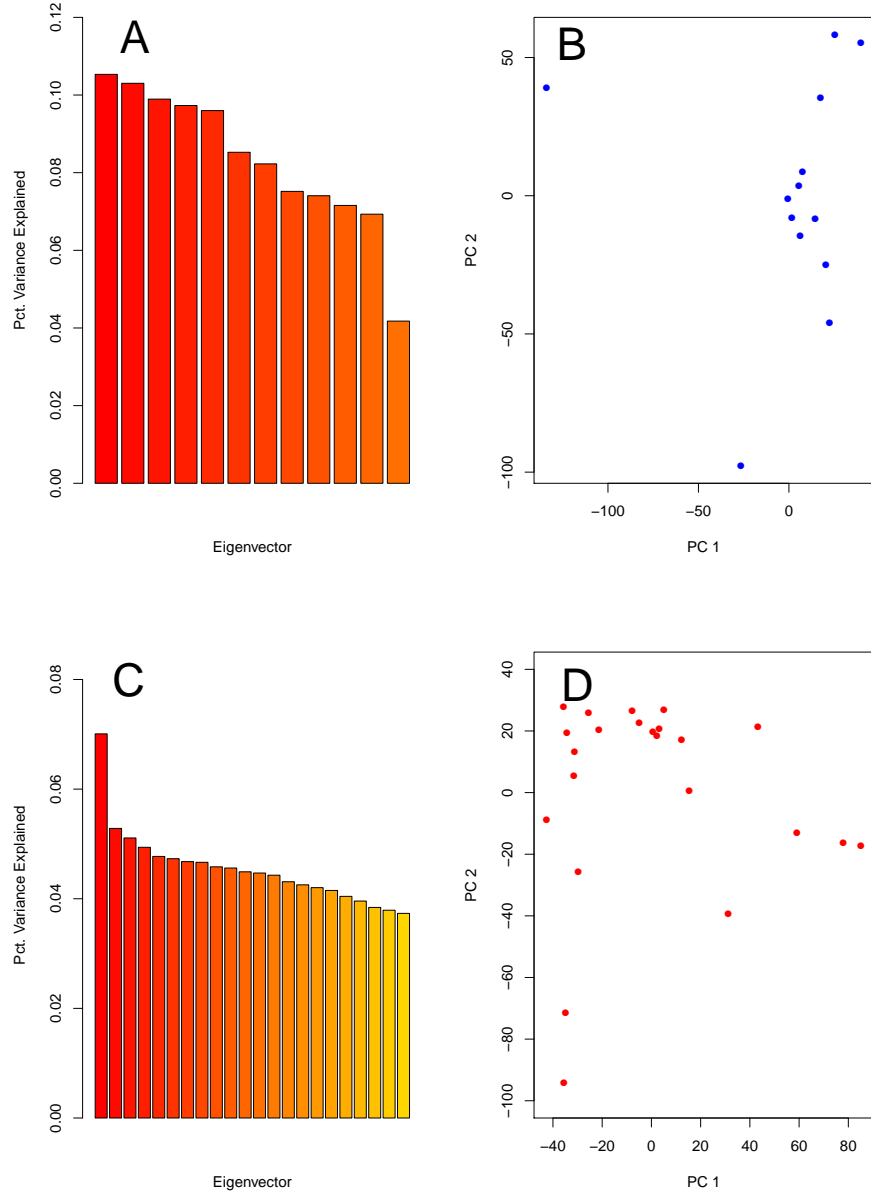 A
Pct. Variance Explained
0.00 0.02 0.04 0.06 0.08 0.10 0.12
Eigenvector
B
PC 2
−100 −50 0 50
−100 −50 0
PC 1
C
Pct. Variance Explained
0.00 0.02 0.04 0.06 0.08
Eigenvector
D
PC 2
−100 −80 −60 −40 −20 0 20 40
−40 −20 0 20 40 60 80
PC 1